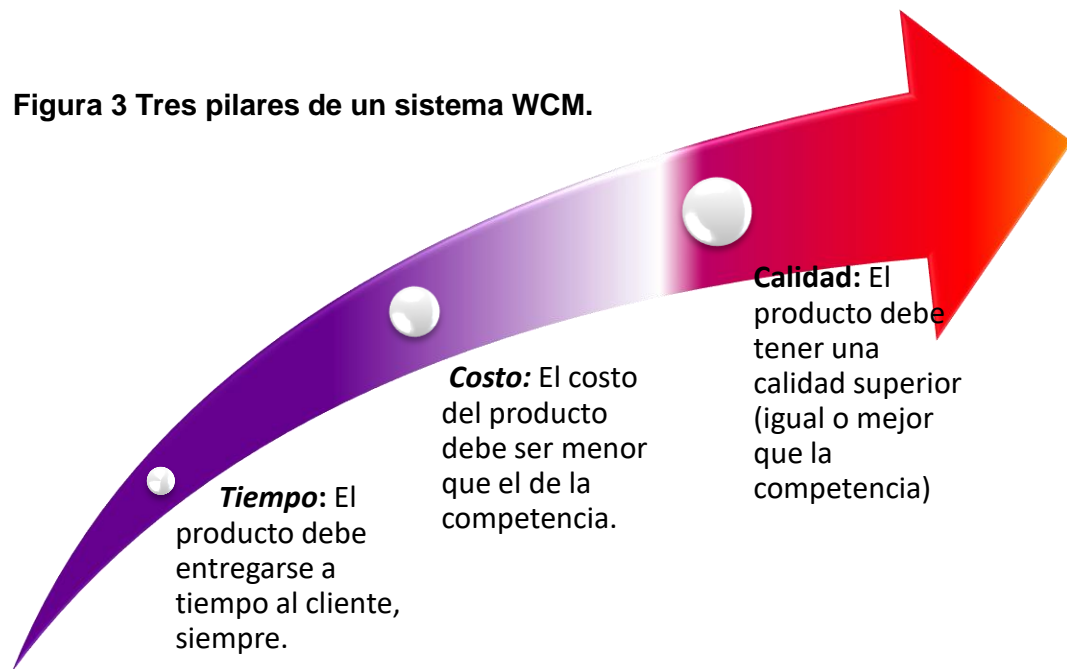 Figura 3 Tres pilares de un sistema WCM.
Tiempo: El
producto debe
entregarse a
tiempo al cliente,
siempre.
Costo: El costo
del producto
debe ser menor
que el de la
competencia.
Calidad: El
producto debe
tener una
calidad superior
(igual o mejor
que la
competencia)